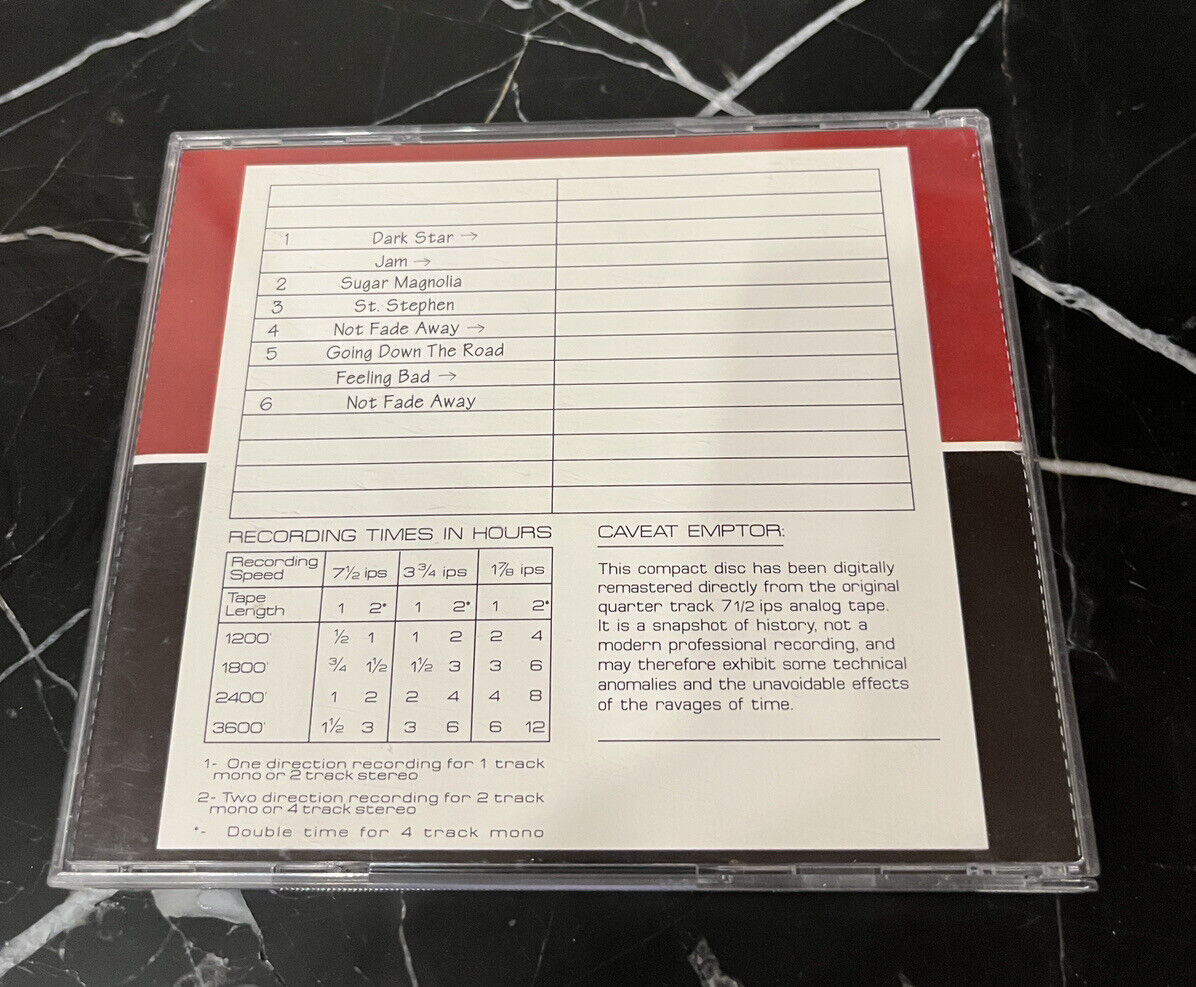 1 Dark Star →
Jam →
2 Sugar Magnolia
3 St. Stephen
4 Not Fade Away →
5 Going Down The Road
Feeling Bad →
6 Not Fade Away
RECORDING TIMES IN HOURS
Recording Speed 7½ ips 3¾ ips 1⅞ ips
Tape Length 1 2* 1 2* 1 2*
1200' ½ 1 1 2 2 4
1800' ¾ 1½ 1½ 3 3 6
2400' 1 2 2 4 4 8
3600' 1½ 3 3 6 6 12
1- One direction recording for 1 track
mono or 2 track stereo
2- Two direction recording for 2 track
mono or 4 track stereo
*- Double time for 4 track mono
CAVEAT EMPTOR:
This compact disc has been digitally
remastered directly from the original
quarter track 7 1/2 ips analog tape.
It is a snapshot of history, not a
modern professional recording, and
may therefore exhibit some technical
anomalies and the unavoidable effects
of the ravages of time.